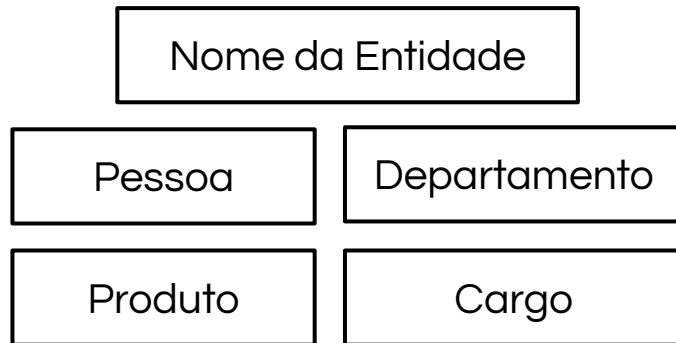 Nome da Entidade
Pessoa
Departamento
Produto
Cargo